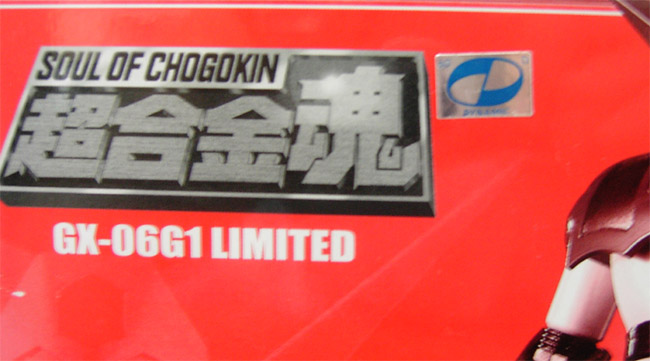 SOUL OF CHOGOKIN
超合金魂
GX-06G1 LIMITED